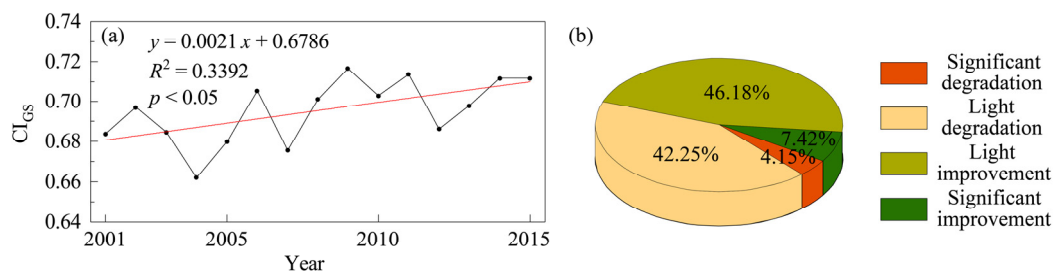 (a)
y − 0.0021 x + 0.6786
R² = 0.3392
p < 0.05
CI_GS
0.74
0.72
0.70
0.68
0.66
0.64
2001
2005
2010
2015
Year
(b)
46.18%
7.42%
4.15%
42.25%
Significant
degradation
Light
degradation
Light
improvement
Significant
improvement